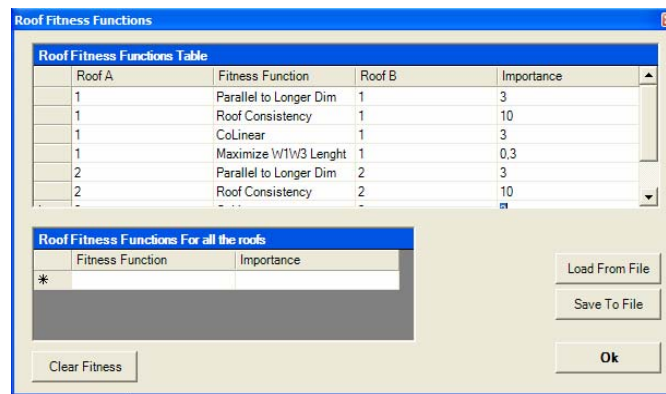 Roof Fitness Functions
Roof Fitness Functions Table
Roof A Fitness Function Roof B Importance
1 Parallel to Longer Dim 1 3
1 Roof Consistency 1 10
1 CoLinear 1 3
1 Maximize W1W3 Lenght 1 0,3
2 Parallel to Longer Dim 2 3
2 Roof Consistency 2 10
Roof Fitness Functions For all the roofs
Fitness Function Importance
*
Load From File
Save To File
Clear Fitness
Ok